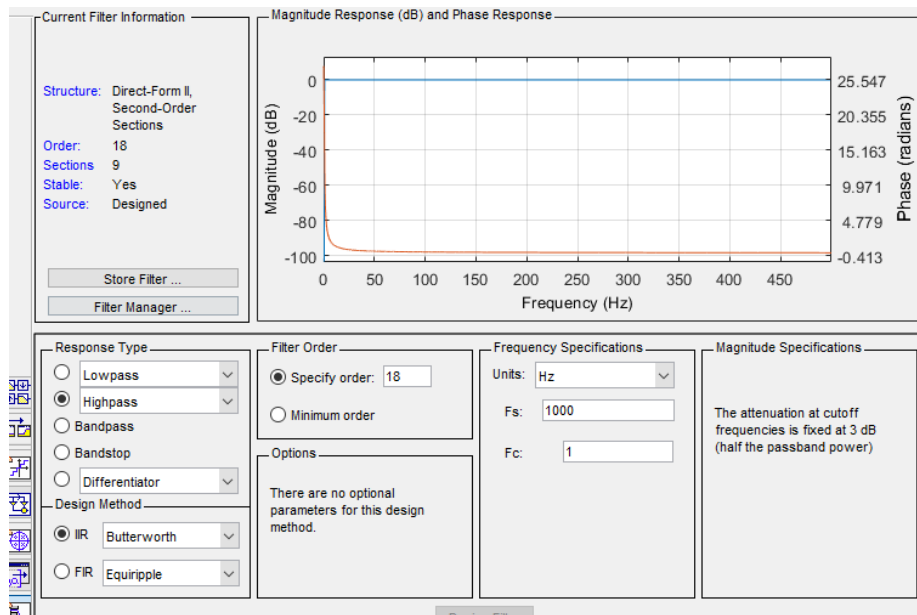 Current Filter Information
Structure: Direct-Form II,
Second-Order
Sections
Order: 18
Sections 9
Stable: Yes
Source: Designed
Store Filter ...
Filter Manager ...
Magnitude Response (dB) and Phase Response
Magnitude (dB)
0
-20
-40
-60
-80
-100
25.547
20.355
15.163
9.971
4.779
-0.413
Phase (radians)
0 50 100 150 200 250 300 350 400 450
Frequency (Hz)
Response Type
Lowpass
Highpass
Bandpass
Bandstop
Differentiator
Design Method
IIR Butterworth
FIR Equiripple
Filter Order
Specify order: 18
Minimum order
Options
There are no optional
parameters for this design
method.
Frequency Specifications
Units: Hz
Fs: 1000
Fc: 1
Magnitude Specifications
The attenuation at cutoff
frequencies is fixed at 3 dB
(half the passband power)